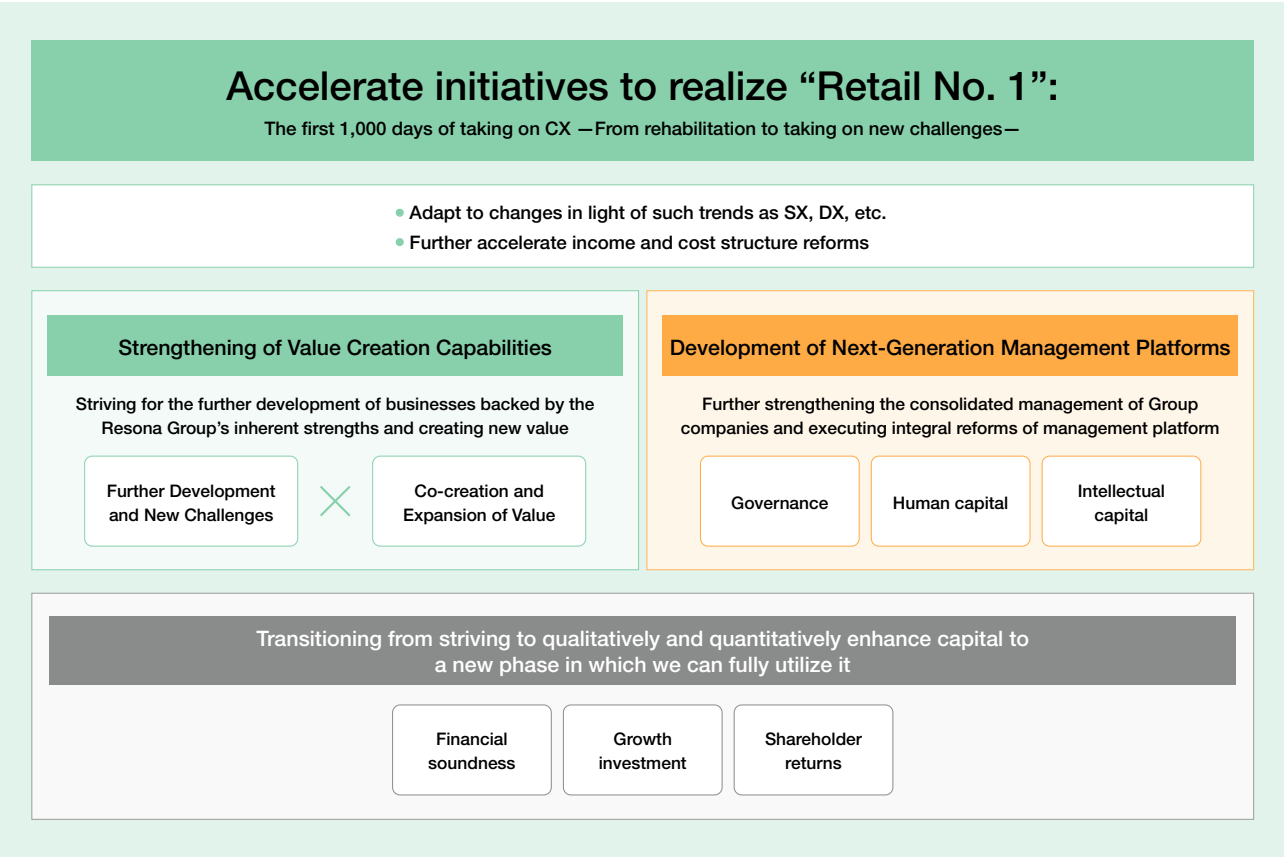 Accelerate initiatives to realize “Retail No. 1”:
The first 1,000 days of taking on CX —From rehabilitation to taking on new challenges—
• Adapt to changes in light of such trends as SX, DX, etc.
• Further accelerate income and cost structure reforms
Strengthening of Value Creation Capabilities
Striving for the further development of businesses backed by the
Resona Group’s inherent strengths and creating new value
Further Development
and New Challenges
×
Co-creation and
Expansion of Value
Development of Next-Generation Management Platforms
Further strengthening the consolidated management of Group
companies and executing integral reforms of management platform
Governance
Human capital
Intellectual
capital
Transitioning from striving to qualitatively and quantitatively enhance capital to
a new phase in which we can fully utilize it
Financial
soundness
Growth
investment
Shareholder
returns